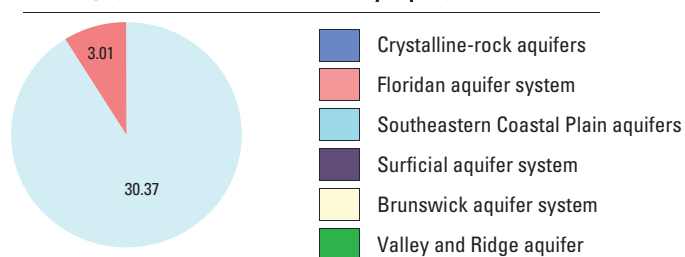 3.01
30.37
Crystalline-rock aquifers
Floridan aquifer system
Southeastern Coastal Plain aquifers
Surficial aquifer system
Brunswick aquifer system
Valley and Ridge aquifer